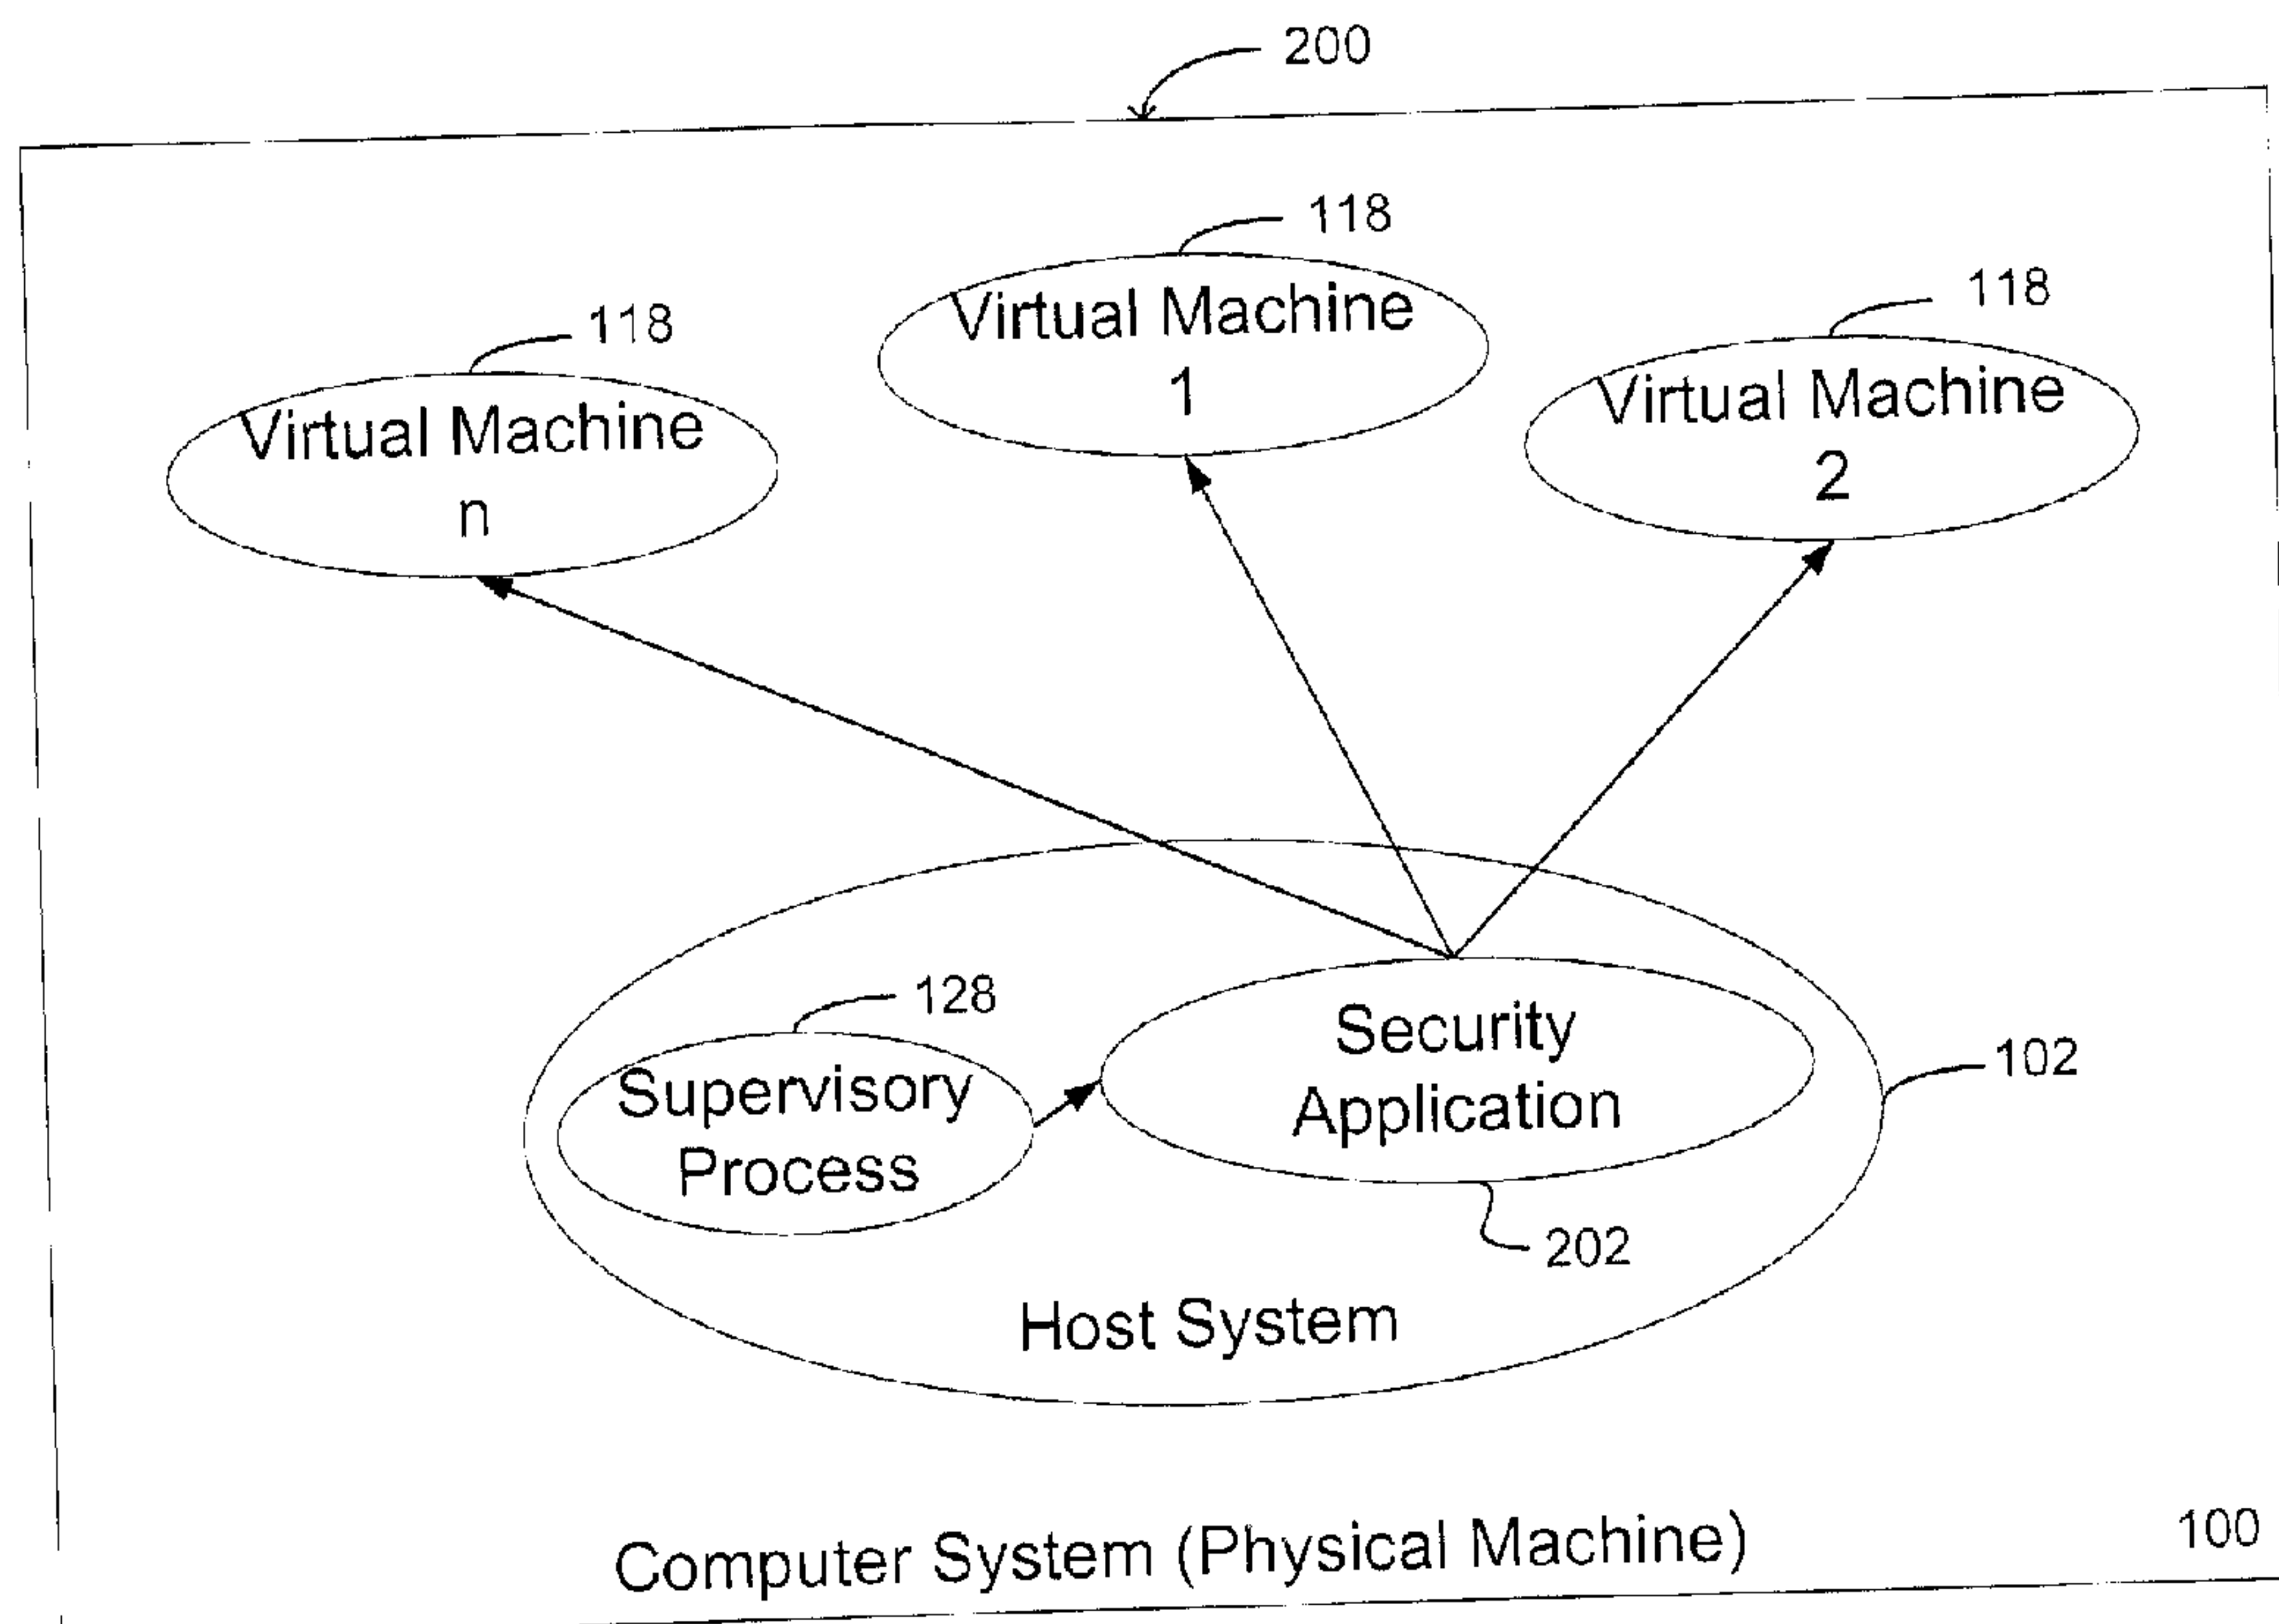 200
118
Virtual Machine
1
118
Virtual Machine
2
118
Virtual Machine
n
128
Supervisory
Process
Security
Application
102
202
Host System
Computer System (Physical Machine)
100